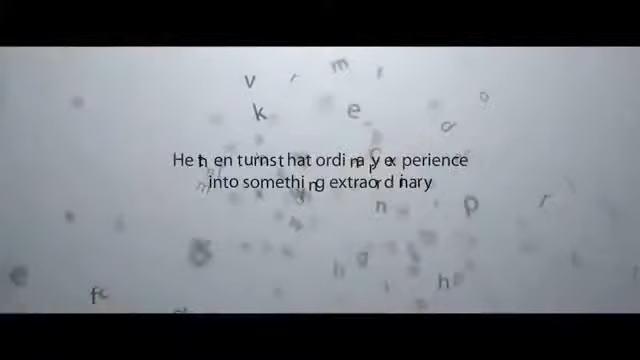 He then turns that ordinary experience
into something extraordinary